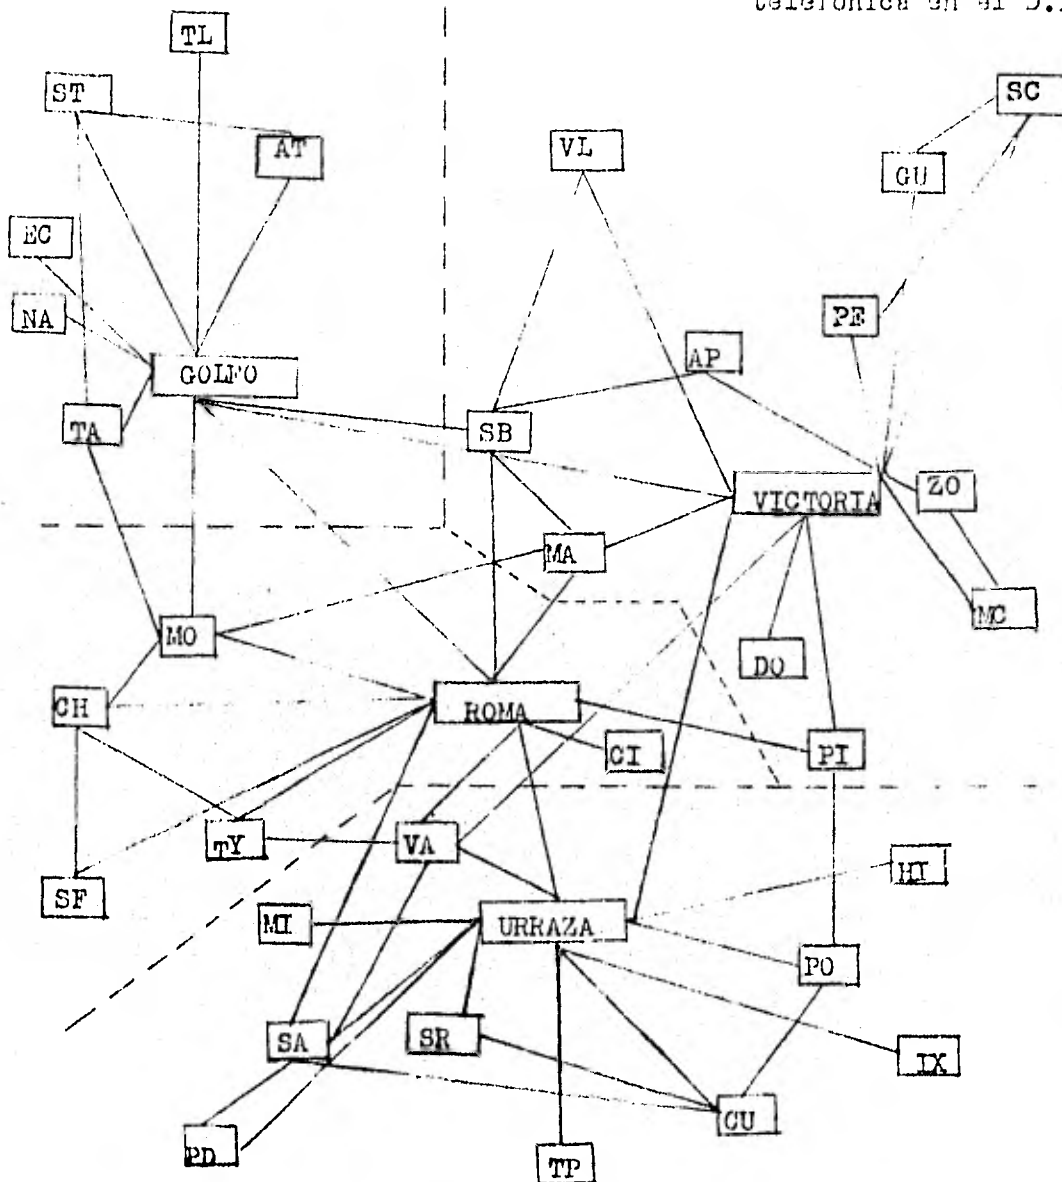 TL
ST
SC
AT
VL
GU
EC
NA
PE
AP
GOLFO
TA
SB
VICTORIA
ZO
MA
MC
MO
DO
CH
ROMA
CI
PI
TY
VA
HI
SF
MI
URRAZA
PO
SA
SR
IX
CU
PD
TP